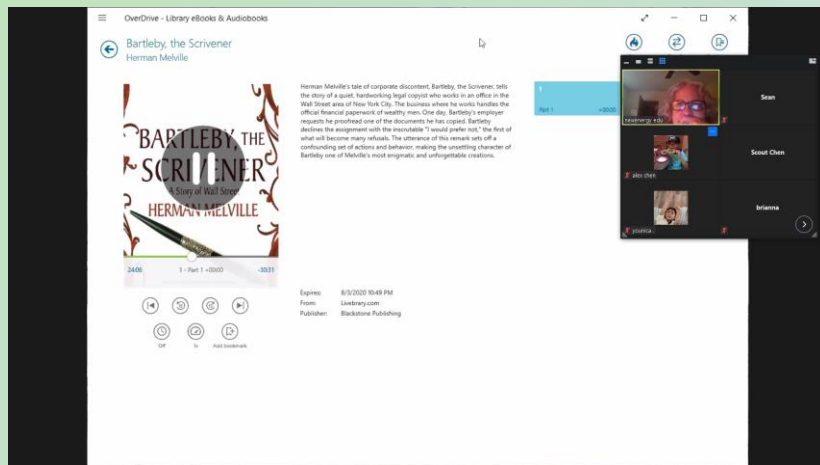 OverDrive - Library eBooks & Audiobooks
Bartleby, the Scrivener
Herman Melville
BARTLEBY, THE
SCRIVENER
A Story of Wall Street
HERMAN MELVILLE
24:06
1 - Part 1 +00:00
-30:31
Off
1x
Add bookmark
Herman Melville's tale of corporate discontent, Bartleby, the Scrivener, tells
the story of a quiet, hardworking legal copyist who works in an office in the
Wall Street area of New York City. The business where he works handles the
official financial paperwork of wealthy men. One day, Bartleby's employer
requests he proofread one of the documents he has copied. Bartleby
declines the assignment with the inscrutable "I would prefer not," the first of
what will become many refusals. The utterance of this remark sets off a
confounding set of actions and behavior, making the unsettling character of
Bartleby one of Melville's most enigmatic and unforgettable creations.
Expires: 8/3/2020 10:49 PM
From: Livebrary.com
Publisher: Blackstone Publishing
1
Part 1 +00:00
newenergy edu
Sean
alex chen
Scout Chen
younica
brianna